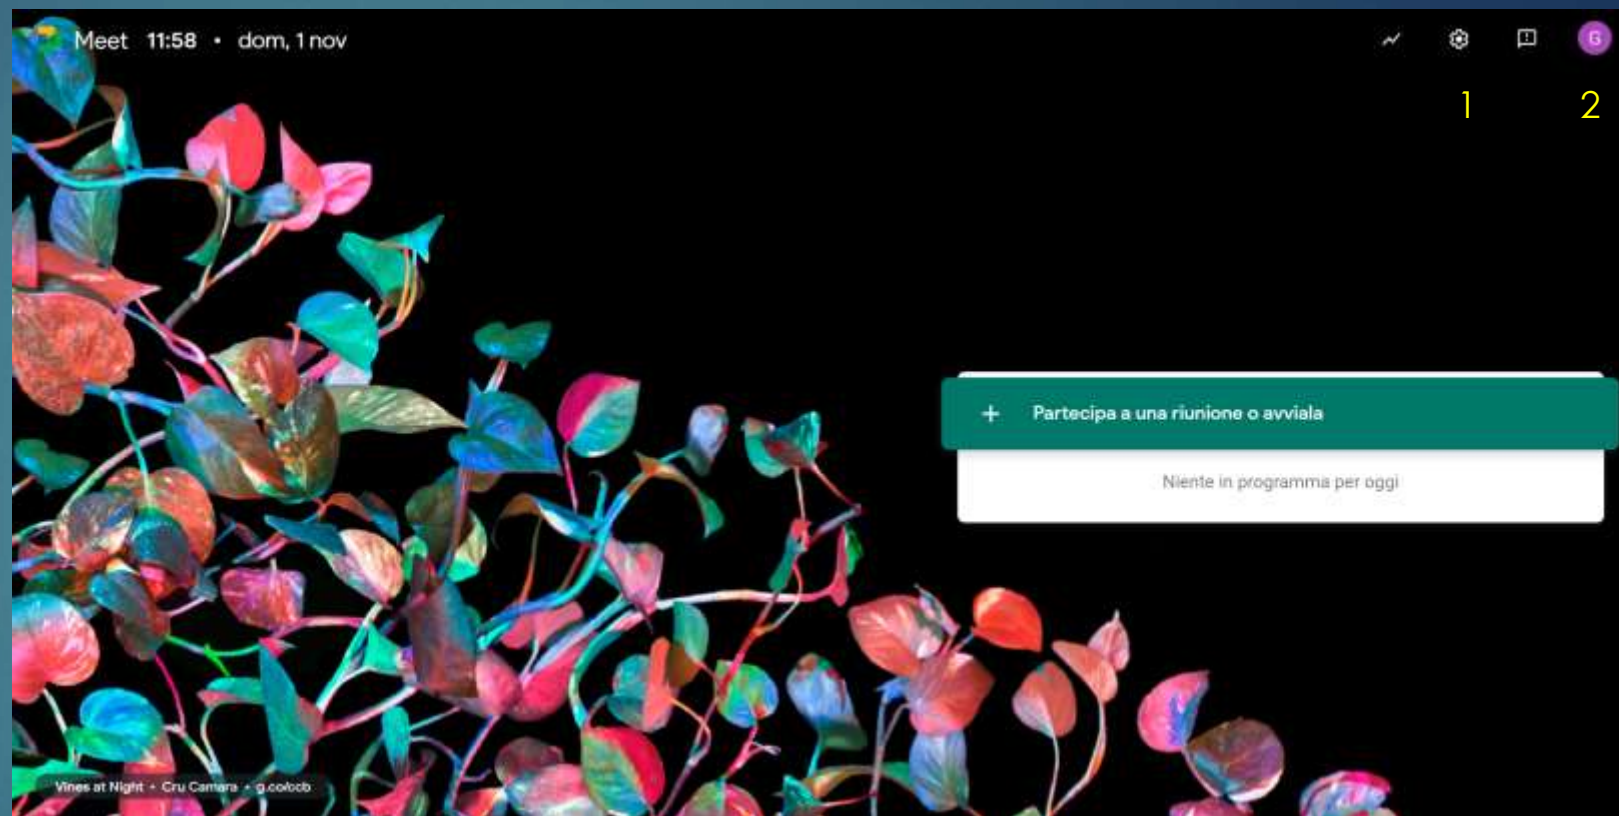 Meet 11:58 • dom, 1 nov
G
1 2
+ Partecipa a una riunione o avviala
Niente in programma per oggi
Vines at Night • Cru Camara • g.co/ccb